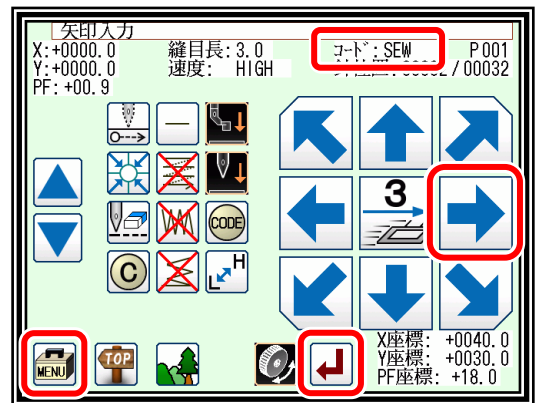 矢印入力
X:+0000.0 縫目長:3.0 コード:SEW P001
Y:+0000.0 速度: HIGH 00002/00032
PF:+00.9
3
CODE
C
L H
X座標: +0040.0
Y座標: +0030.0
PF座標: +18.0
MENU TOP